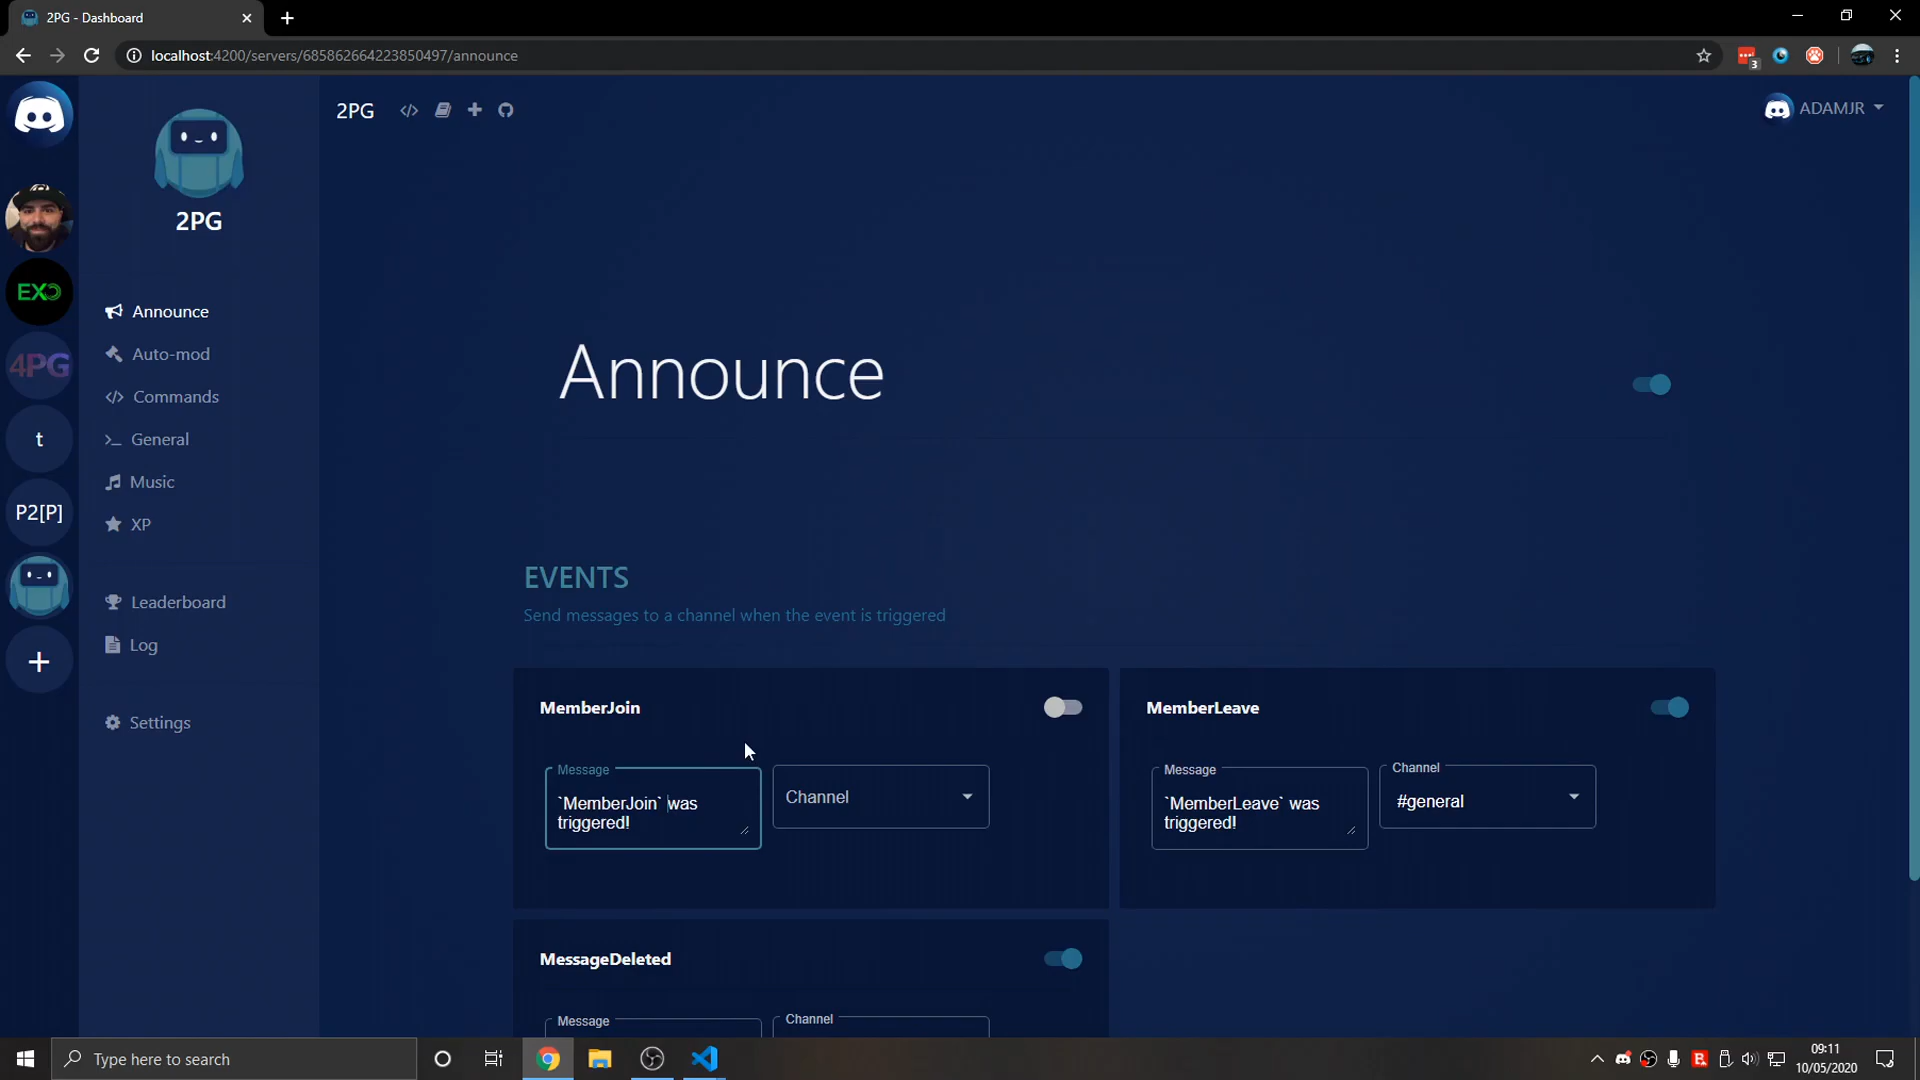 2PG - Dashboard
localhost:4200/servers/685862664223850497/announce
3
2PG
ADAMJR
2PG
EXO
4PG
t
P2[P]
Announce
Auto-mod
Commands
General
Music
XP
Leaderboard
Log
Settings
Announce
EVENTS
Send messages to a channel when the event is triggered
MemberJoin
Message
`MemberJoin` was
triggered!
Channel
MemberLeave
Message
`MemberLeave` was
triggered!
Channel
#general
MessageDeleted
Message
Channel
Type here to search
09:11
10/05/2020